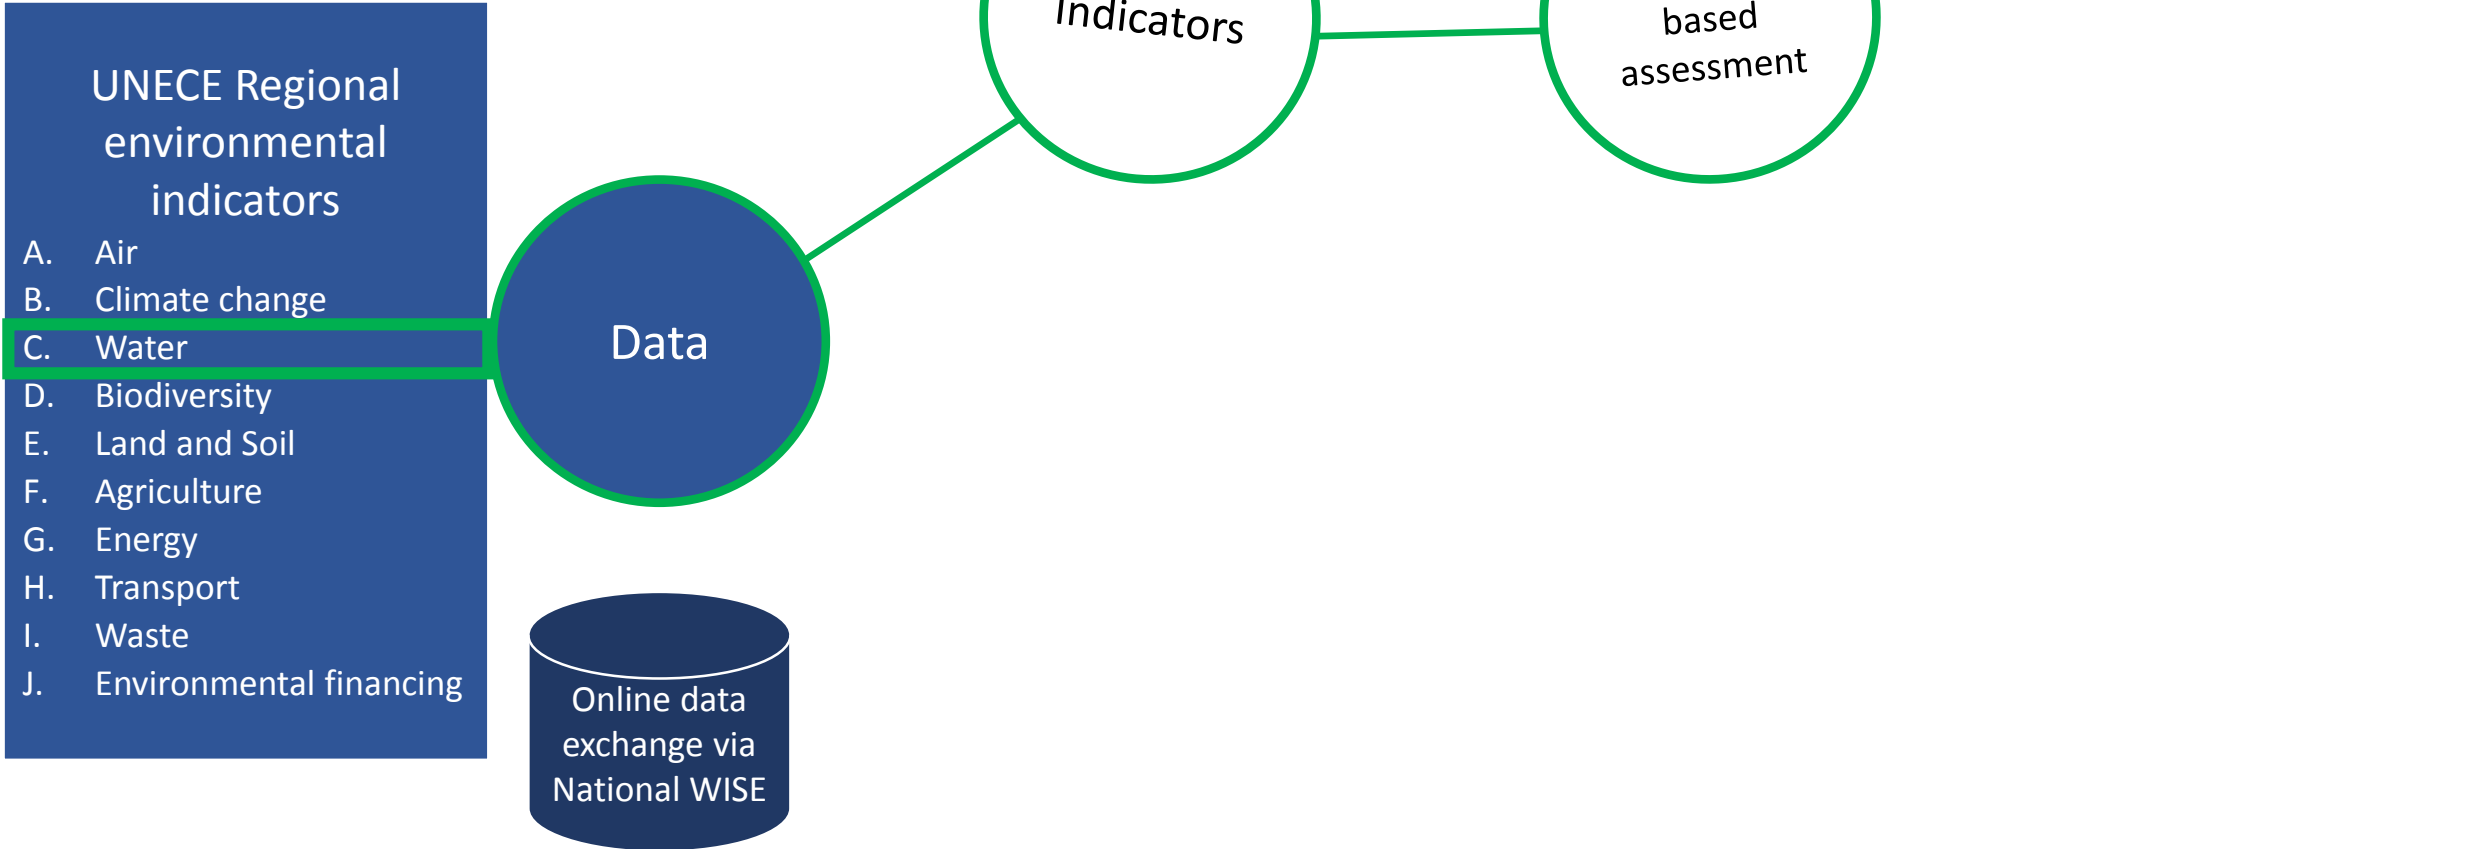 UNECE Regional
environmental
indicators
A. Air
B. Climate change
C. Water
D. Biodiversity
E. Land and Soil
F. Agriculture
G. Energy
H. Transport
I. Waste
J. Environmental financing
Data
Indicators
based
assessment
Online data
exchange via
National WISE